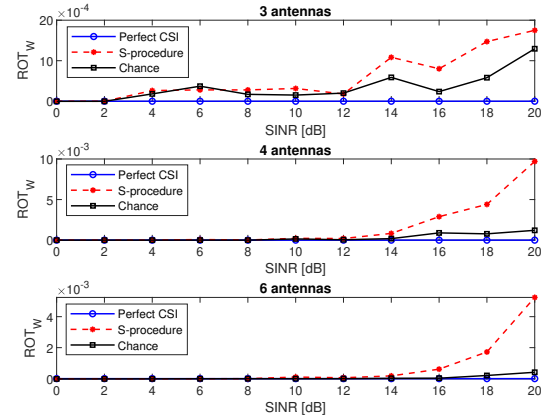 3 antennas
×10-4
20
10
0
ROTW
Perfect CSI
S-procedure
Chance
0 2 4 6 8 10 12 14 16 18 20
SINR [dB]
4 antennas
×10-3
10
5
0
ROTW
Perfect CSI
S-procedure
Chance
0 2 4 6 8 10 12 14 16 18 20
SINR [dB]
6 antennas
×10-3
4
2
0
ROTW
Perfect CSI
S-procedure
Chance
0 2 4 6 8 10 12 14 16 18 20
SINR [dB]